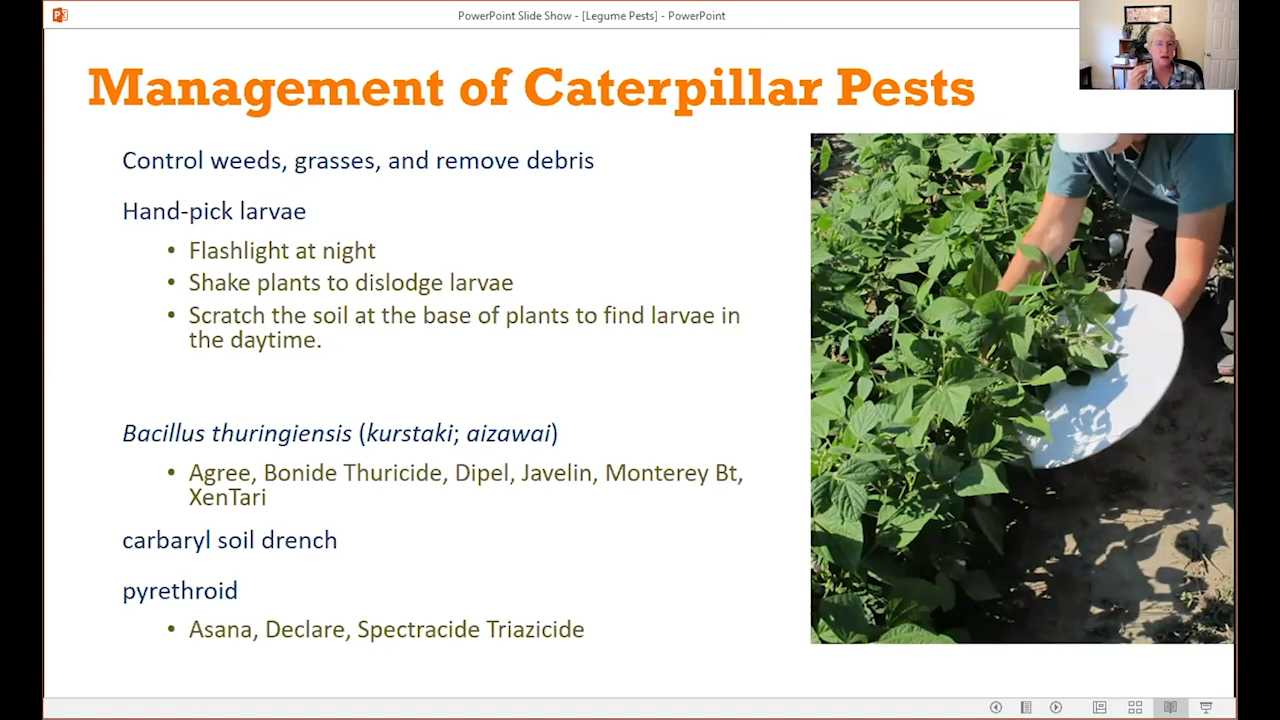 PowerPoint Slide Show - [Legume Pests] - PowerPoint
Management of Caterpillar Pests
Control weeds, grasses, and remove debris
Hand-pick larvae
• Flashlight at night
• Shake plants to dislodge larvae
• Scratch the soil at the base of plants to find larvae in
the daytime.
Bacillus thuringiensis (kurstaki; aizawai)
• Agree, Bonide Thuricide, Dipel, Javelin, Monterey Bt,
XenTari
carbaryl soil drench
pyrethroid
• Asana, Declare, Spectracide Triazicide